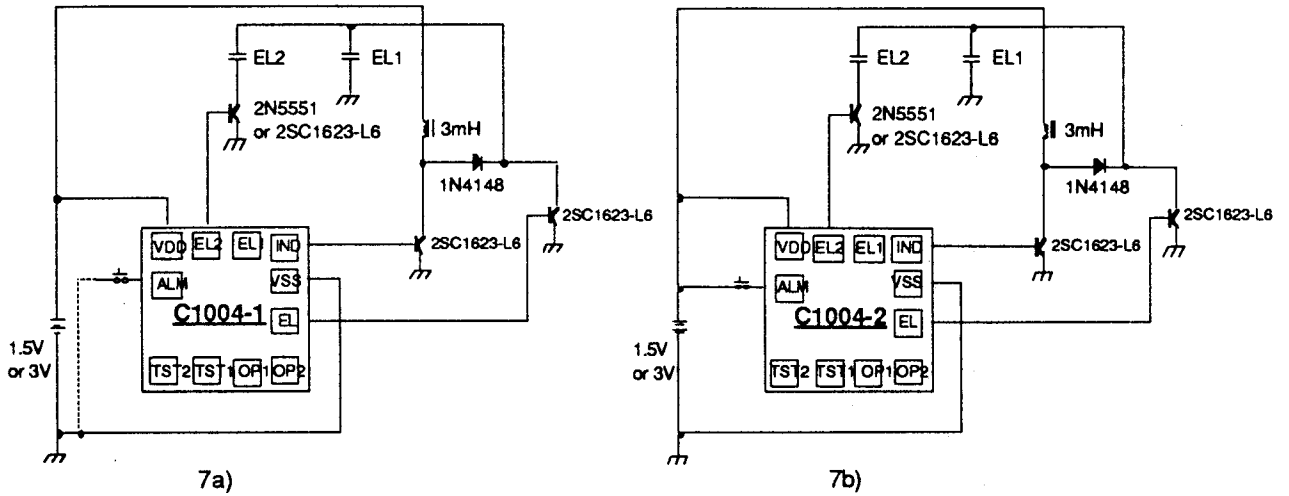 EL2
EL1
2N5551
or 2SC1623-L6
3mH
1N4148
2SC1623-L6
2SC1623-L6
VDD
EL2
EL1
IND
ALM
VSS
C1004-1
EL
1.5V
or 3V
TST2
TST1
OP1
OP2
7a)
EL2
EL1
2N5551
or 2SC1623-L6
3mH
1N4148
2SC1623-L6
2SC1623-L6
VDD
EL2
EL1
IND
ALM
VSS
C1004-2
EL
1.5V
or 3V
TST2
TST1
OP1
OP2
7b)